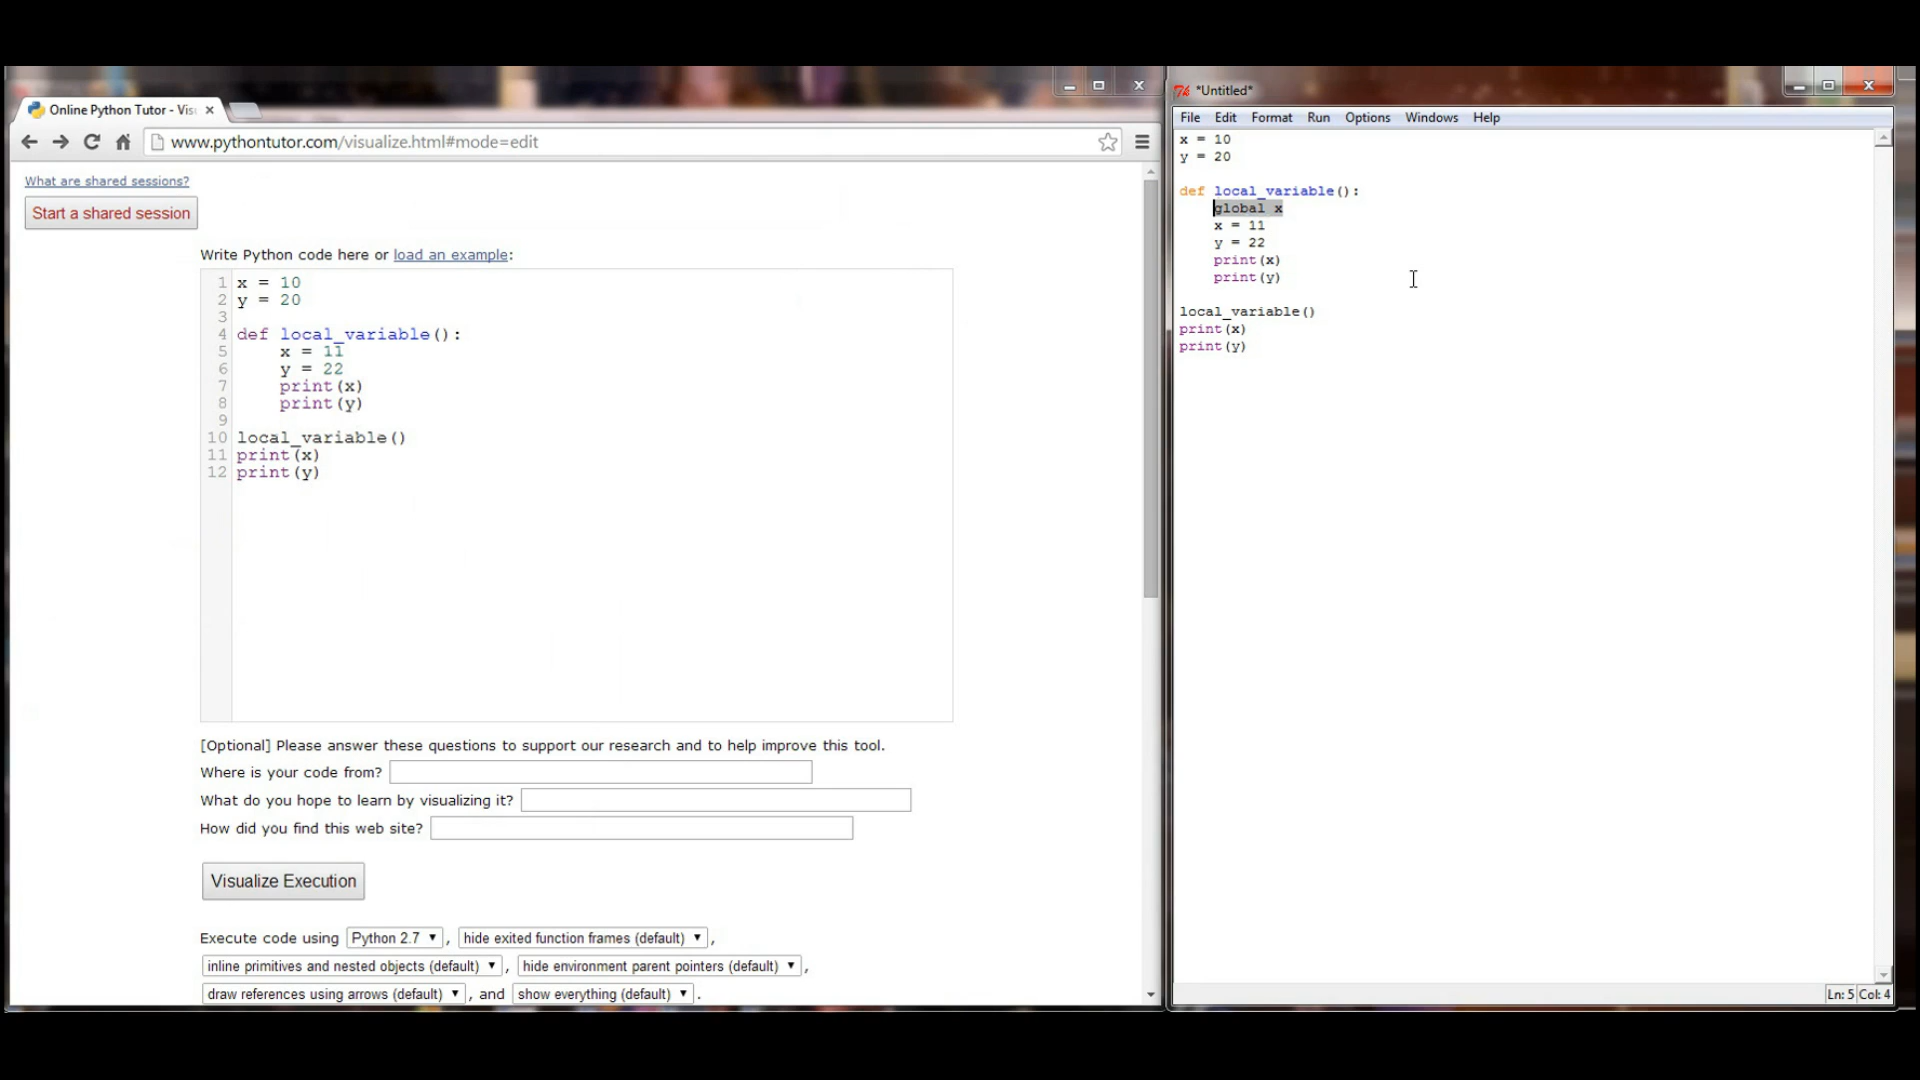 Online Python Tutor - Vis
www.pythontutor.com/visualize.html#mode=edit
What are shared sessions?
Start a shared session
Write Python code here or load an example:
1 x = 10
2 y = 20
3
4 def local_variable():
5     x = 11
6     y = 22
7     print(x)
8     print(y)
9
10 local_variable()
11 print(x)
12 print(y)
[Optional] Please answer these questions to support our research and to help improve this tool.
Where is your code from?
What do you hope to learn by visualizing it?
How did you find this web site?
Visualize Execution
Execute code using Python 2.7 , hide exited function frames (default) ,
inline primitives and nested objects (default) , hide environment parent pointers (default) ,
draw references using arrows (default) , and show everything (default) .
*Untitled*
File Edit Format Run Options Windows Help
x = 10
y = 20
def local_variable():
    global x
    x = 11
    y = 22
    print(x)
    print(y)
local_variable()
print(x)
print(y)
Ln: 5 Col: 4